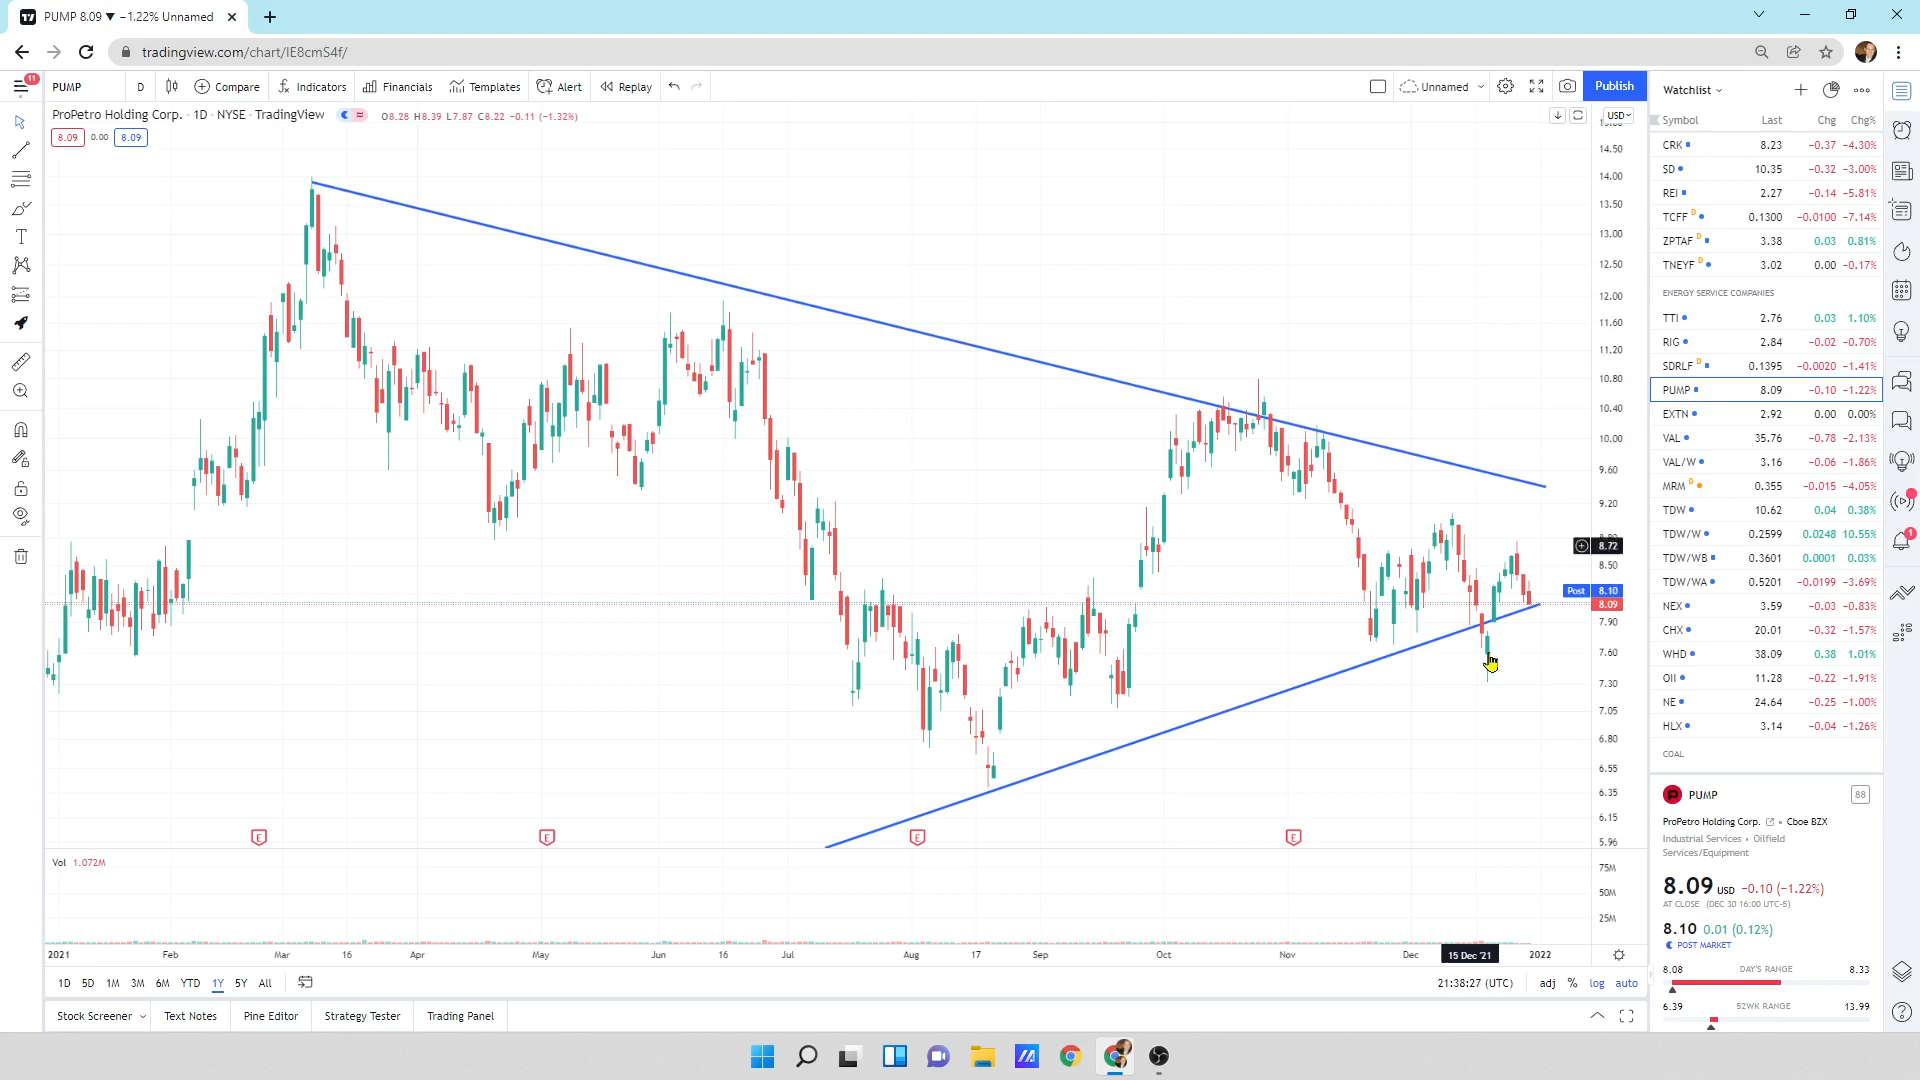 PUMP 8.09 ▼ −1.22% Unnamed
tradingview.com/chart/IE8cmS4f/
11
PUMP
D
Compare
Indicators
Financials
Templates
Alert
Replay
Unnamed
Publish
ProPetro Holding Corp. · 1D · NYSE · TradingView
O8.28 H8.39 L7.87 C8.22 −0.11 (−1.32%)
8.09
0.00
8.09
USD
14.50
14.00
13.50
13.00
12.50
12.00
11.60
11.20
10.80
10.40
10.00
9.60
9.20
8.72
8.50
Post 8.10
8.09
7.90
7.60
7.30
7.05
6.80
6.55
6.35
6.15
5.96
E
E
E
E
Vol 1.072M
75M
50M
25M
2021
Feb
Mar
16
Apr
May
Jun
16
Jul
Aug
17
Sep
Oct
Nov
Dec
15 Dec '21
2022
1D
5D
1M
3M
6M
YTD
1Y
5Y
All
21:38:27 (UTC)
adj
%
log
auto
Stock Screener
Text Notes
Pine Editor
Strategy Tester
Trading Panel
Watchlist
Symbol Last Chg Chg%
CRK 8.23 −0.37 −4.30%
SD 10.35 −0.32 −3.00%
REI 2.27 −0.14 −5.81%
TCFF D 0.1300 −0.0100 −7.14%
ZPTAF D 3.38 0.03 0.81%
TNEYF D 3.02 0.00 −0.17%
ENERGY SERVICE COMPANIES
TTI 2.76 0.03 1.10%
RIG 2.84 −0.02 −0.70%
SDRLF D 0.1395 −0.0020 −1.41%
PUMP 8.09 −0.10 −1.22%
EXTN 2.92 0.00 0.00%
VAL 35.76 −0.78 −2.13%
VAL/W 3.16 −0.06 −1.86%
MRM D 0.355 −0.015 −4.05%
TDW 10.62 0.04 0.38%
TDW/W 0.2599 0.0248 10.55%
TDW/WB 0.3601 0.0001 0.03%
TDW/WA 0.5201 −0.0199 −3.69%
NEX 3.59 −0.03 −0.83%
CHX 20.01 −0.32 −1.57%
WHD 38.09 0.38 1.01%
OII 11.28 −0.22 −1.91%
NE 24.64 −0.25 −1.00%
HLX 3.14 −0.04 −1.26%
COAL
PUMP
88
ProPetro Holding Corp. • Cboe BZX
Industrial Services • Oilfield
Services/Equipment
8.09 USD −0.10 (−1.22%)
AT CLOSE (DEC 30 16:00 UTC-5)
8.10 0.01 (0.12%)
POST MARKET
8.08 DAY'S RANGE 8.33
6.39 52WK RANGE 13.99
1